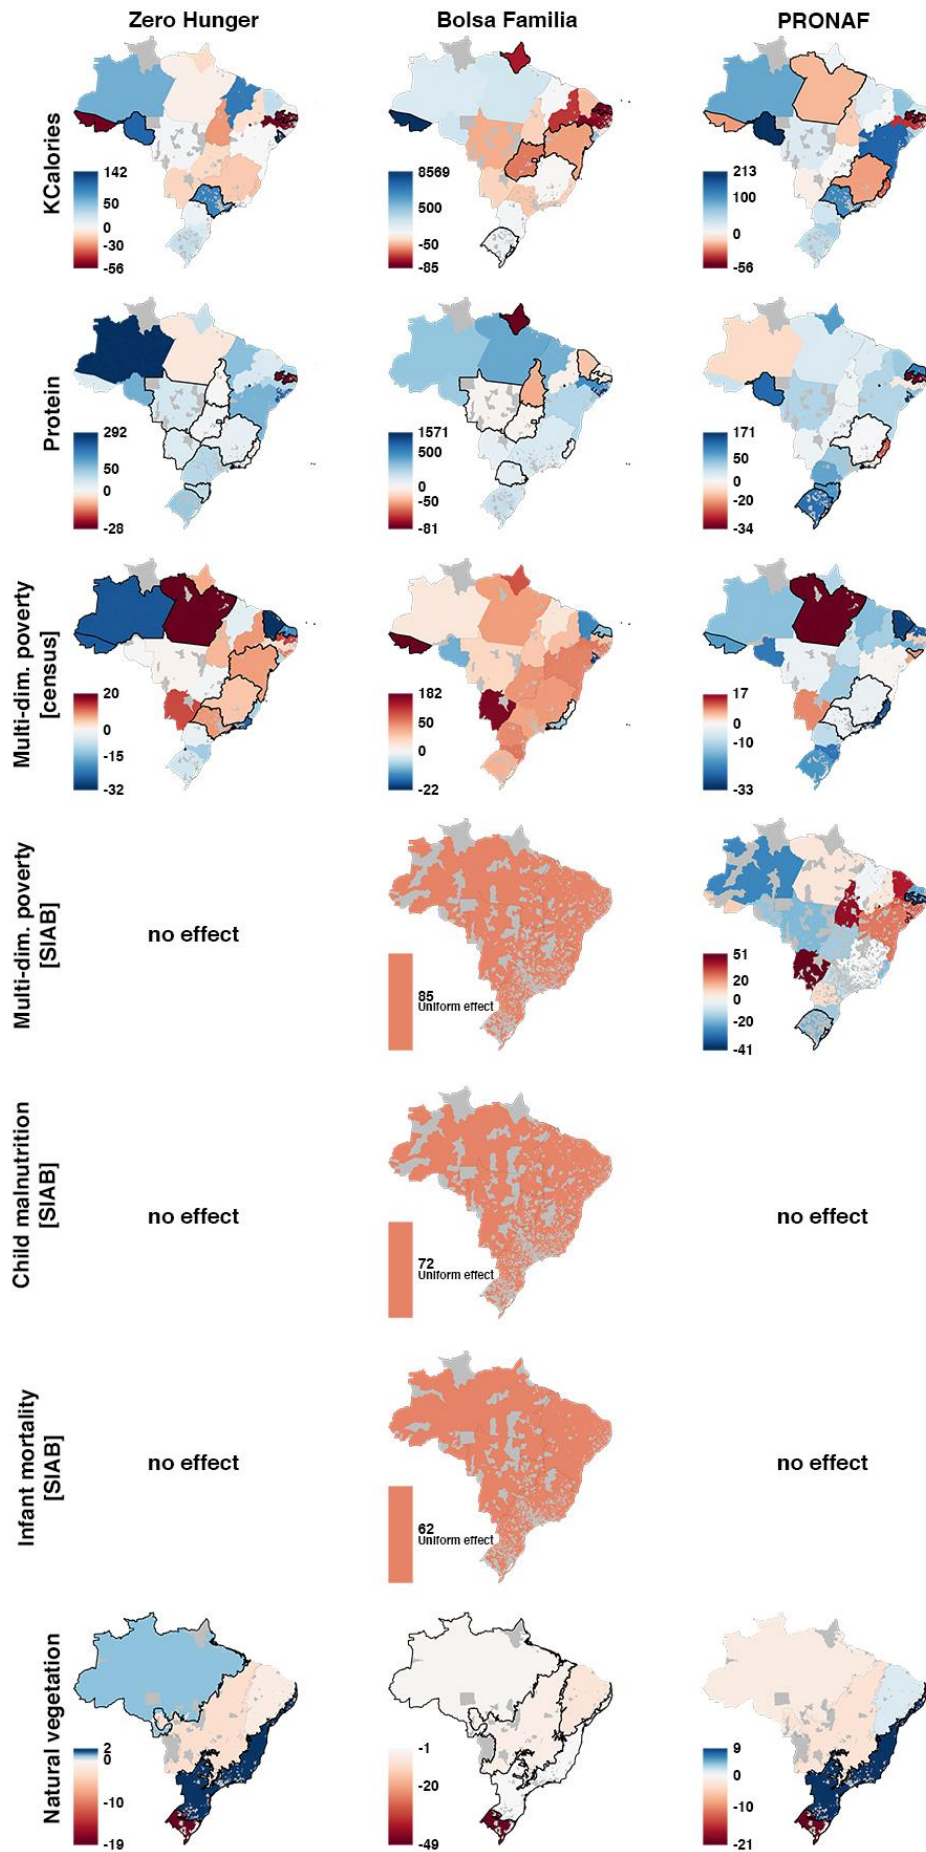 Zero Hunger
Bolsa Familia
PRONAF
KCalories
142
50
0
-30
-56
8569
500
-50
-85
213
100
0
-56
Protein
292
50
0
-28
1571
500
0
-50
-81
171
50
0
-20
-34
Multi-dim. poverty
[census]
20
0
-15
-32
182
50
0
-22
17
0
-10
-33
Multi-dim. poverty
[SIAB]
no effect
85
Uniform effect
51
20
0
-20
-41
Child malnutrition
[SIAB]
no effect
72
Uniform effect
no effect
Infant mortality
[SIAB]
no effect
62
Uniform effect
no effect
Natural vegetation
2
0
-10
-19
-1
-20
-49
9
0
-10
-21